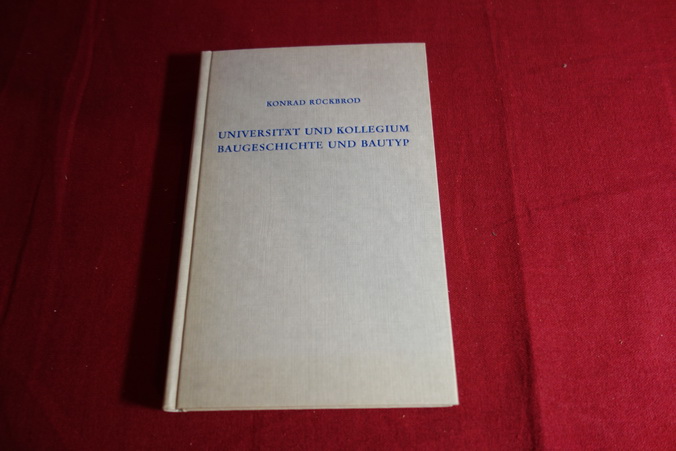 KONRAD RÜCKBROD
UNIVERSITÄT UND KOLLEGIUM
BAUGESCHICHTE UND BAUTYP